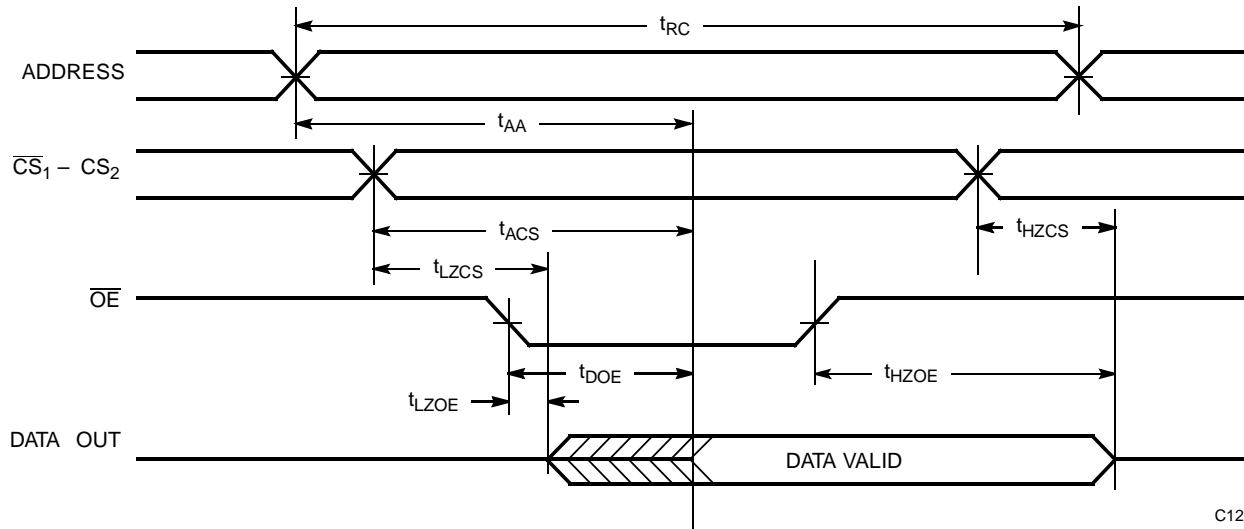 tRC
ADDRESS
tAA
CS1 – CS2
tACS
tHZCS
tLZCS
OE
tDOE
tHZOE
tLZOE
DATA OUT
DATA VALID
C12